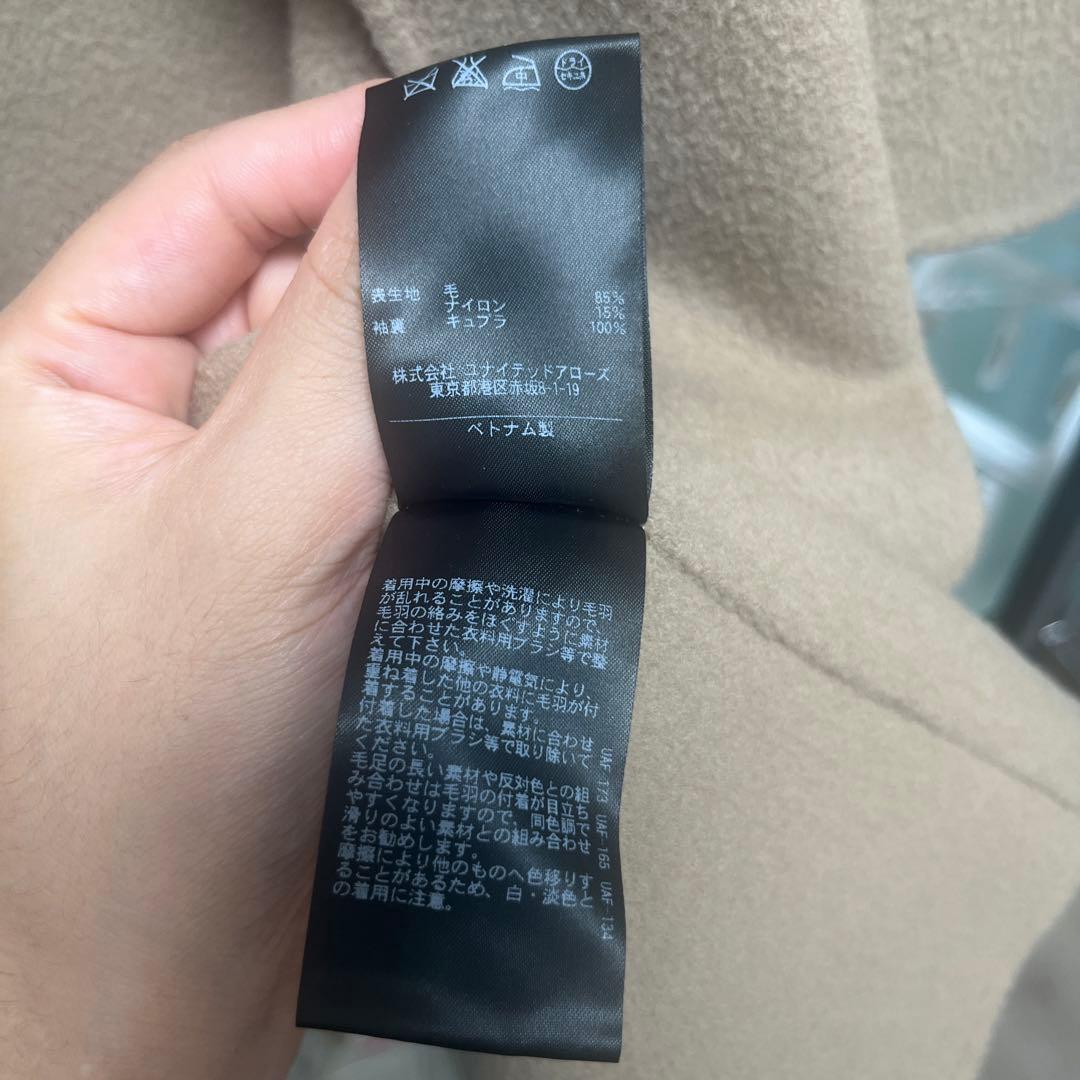 ドライ
セキユ系
中
表生地 毛 85%
ナイロン 15%
袖裏 キュプラ 100%
株式会社 ユナイテッドアローズ
東京都港区赤坂8-1-19
ベトナム製
着用中の摩擦や洗濯により毛羽
が乱れることがありますので、
毛羽の絡みをほぐすように素材
に合わせた衣料用ブラシ等で整
えて下さい。
着用中の摩擦や静電気により、
重ね着した他の衣料に毛羽が付
着することがあります。
付着した場合は、素材に合わせ
た衣料用ブラシ等で取り除いて
ください。
毛足の長い素材や反対色との組
み合わせは毛羽の付着が目立ち
やすくなりますので、同色調で
滑りのよい素材との組み合わせ
をお勧めします。
摩擦により他のものへ色移りす
ることがあるため、白・淡色と
の着用に注意。
UAF-173 UAF-165 UAF-134